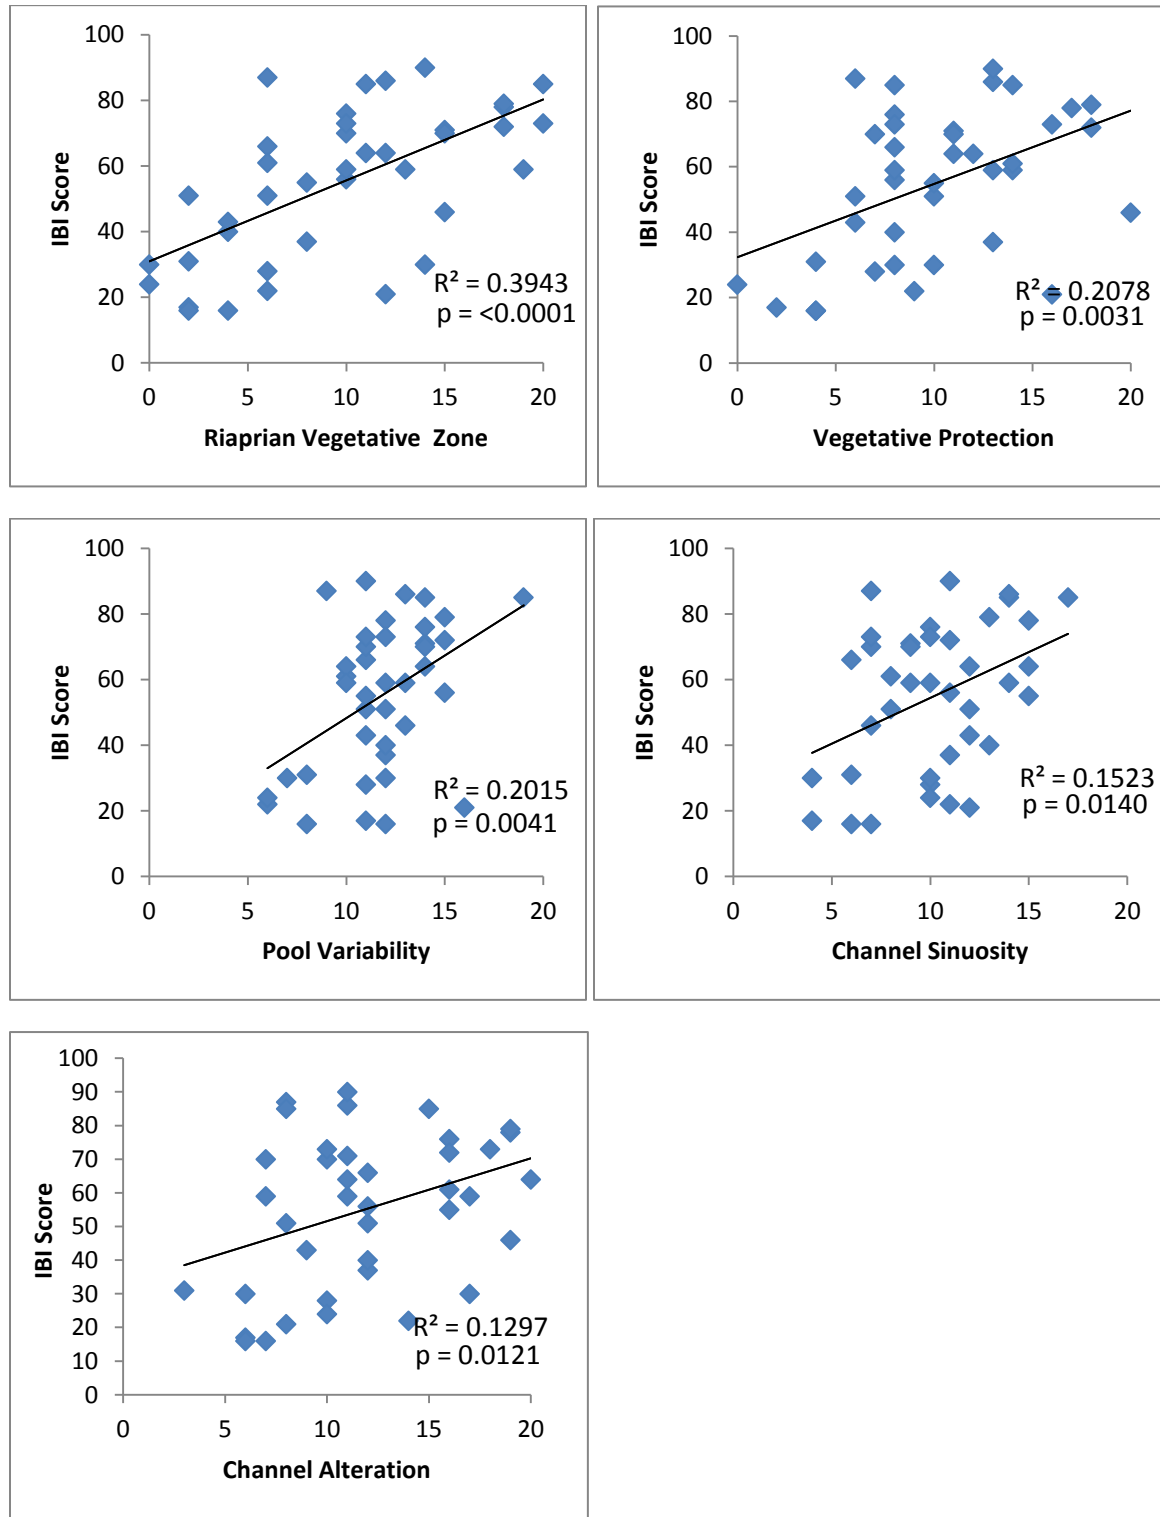 100
80
60
40
20
0
IBI Score
R² = 0.3943
p = <0.0001
0 5 10 15 20
Riaprian Vegetative Zone
100
80
60
40
20
0
IBI Score
R² = 0.2078
p = 0.0031
0 5 10 15 20
Vegetative Protection
100
80
60
40
20
0
IBI Score
R² = 0.2015
p = 0.0041
0 5 10 15 20
Pool Variability
100
80
60
40
20
0
IBI Score
R² = 0.1523
p = 0.0140
0 5 10 15 20
Channel Sinuosity
100
90
80
70
60
50
40
30
20
10
0
IBI Score
R² = 0.1297
p = 0.0121
0 5 10 15 20
Channel Alteration